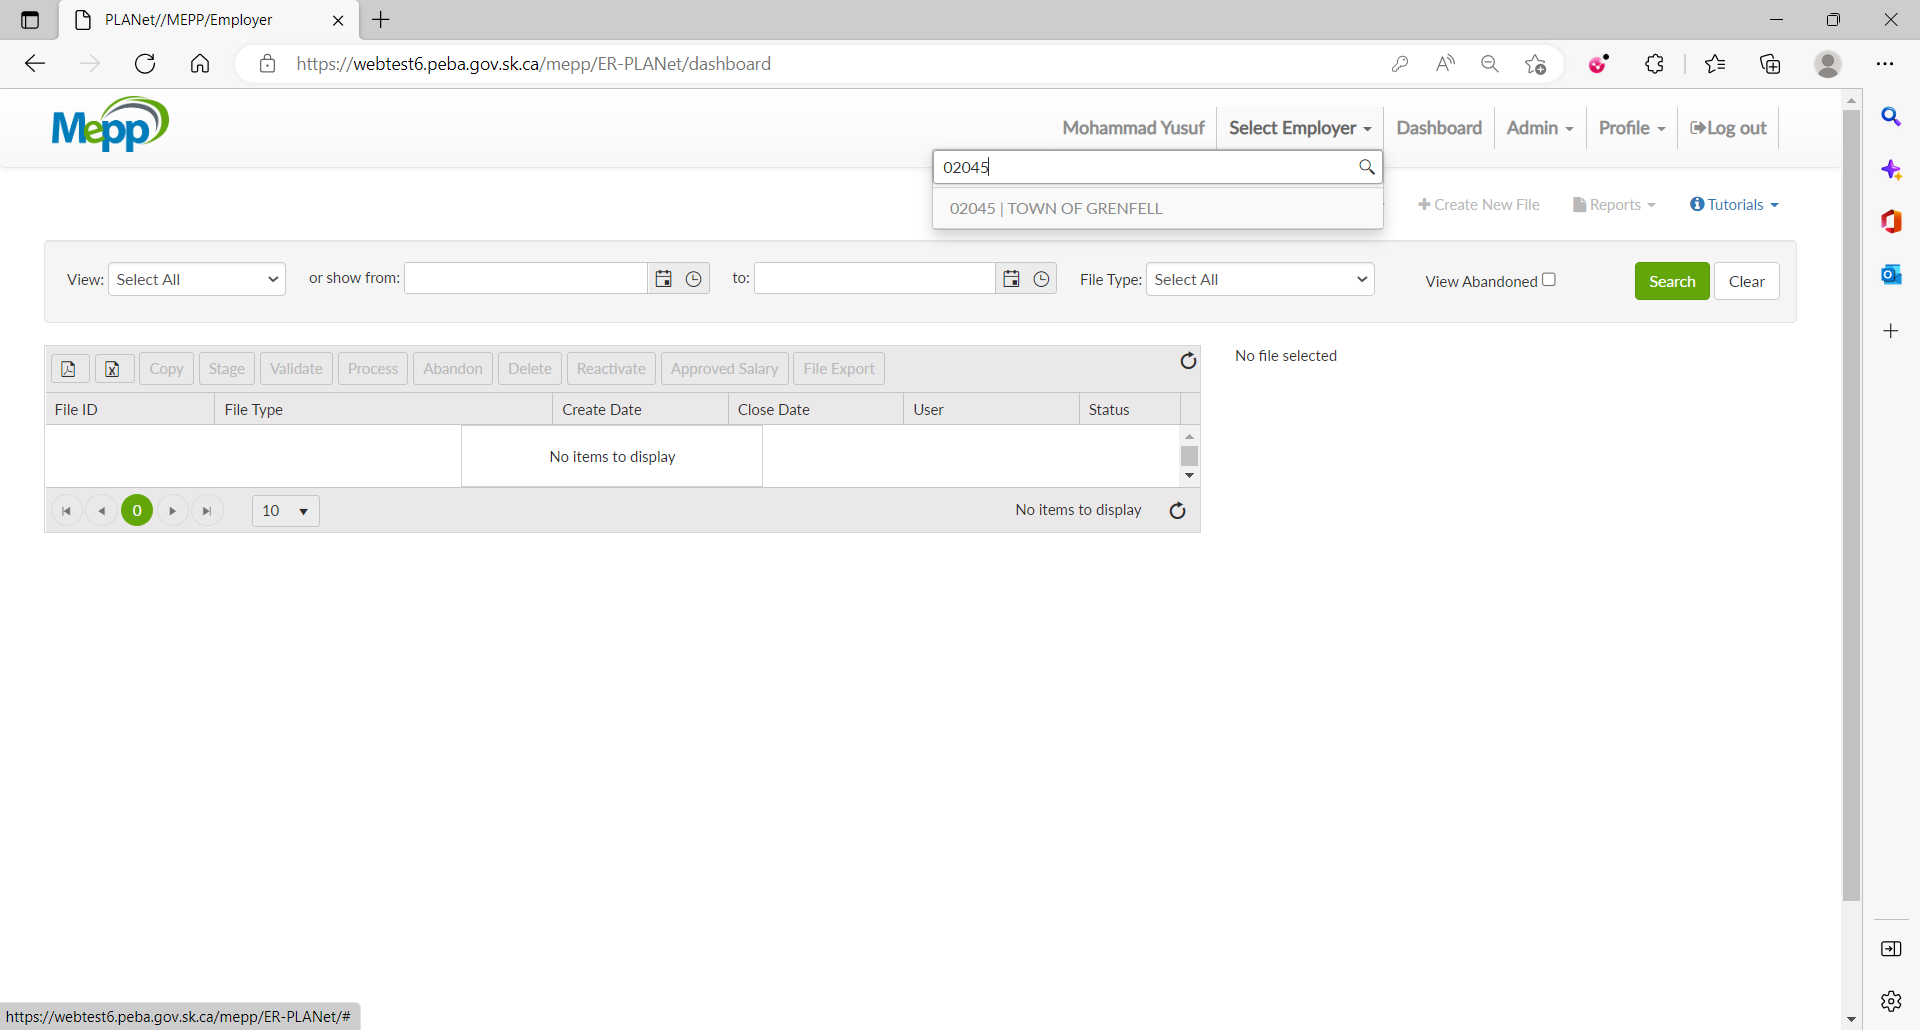 PLANet//MEPP/Employer
https://webtest6.peba.gov.sk.ca/mepp/ER-PLANet/dashboard
Mepp
Mohammad Yusuf Select Employer Dashboard Admin Profile Log out
02045
02045 | TOWN OF GRENFELL
Create New File Reports Tutorials
View: Select All or show from: to: File Type: Select All View Abandoned Search Clear
Copy Stage Validate Process Abandon Delete Reactivate Approved Salary File Export
No file selected
File ID File Type Create Date Close Date User Status
No items to display
0 10 No items to display
https://webtest6.peba.gov.sk.ca/mepp/ER-PLANet/#